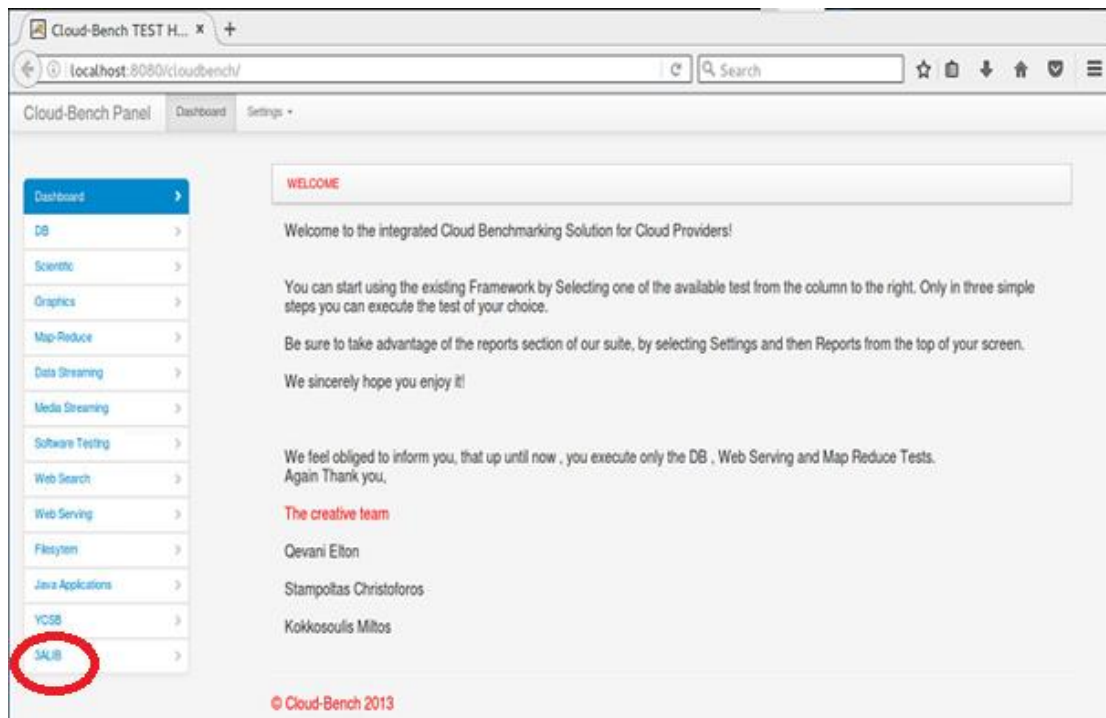 Cloud-Bench TEST H... × +
localhost:8080/cloudbench/
Search
Cloud-Bench Panel Dashboard Settings
Dashboard
DB
Scientific
Graphics
Map-Reduce
Data Streaming
Media Streaming
Software Testing
Web Search
Web Serving
Filesytem
Java Applications
YCSB
3ALIB
WELCOME
Welcome to the integrated Cloud Benchmarking Solution for Cloud Providers!
You can start using the existing Framework by Selecting one of the available test from the column to the right. Only in three simple
steps you can execute the test of your choice.
Be sure to take advantage of the reports section of our suite, by selecting Settings and then Reports from the top of your screen.
We sincerely hope you enjoy it!
We feel obliged to inform you, that up until now , you execute only the DB , Web Serving and Map Reduce Tests.
Again Thank you,
The creative team
Qevani Elton
Stampoltas Christoforos
Kokkosoulis Miltos
© Cloud-Bench 2013